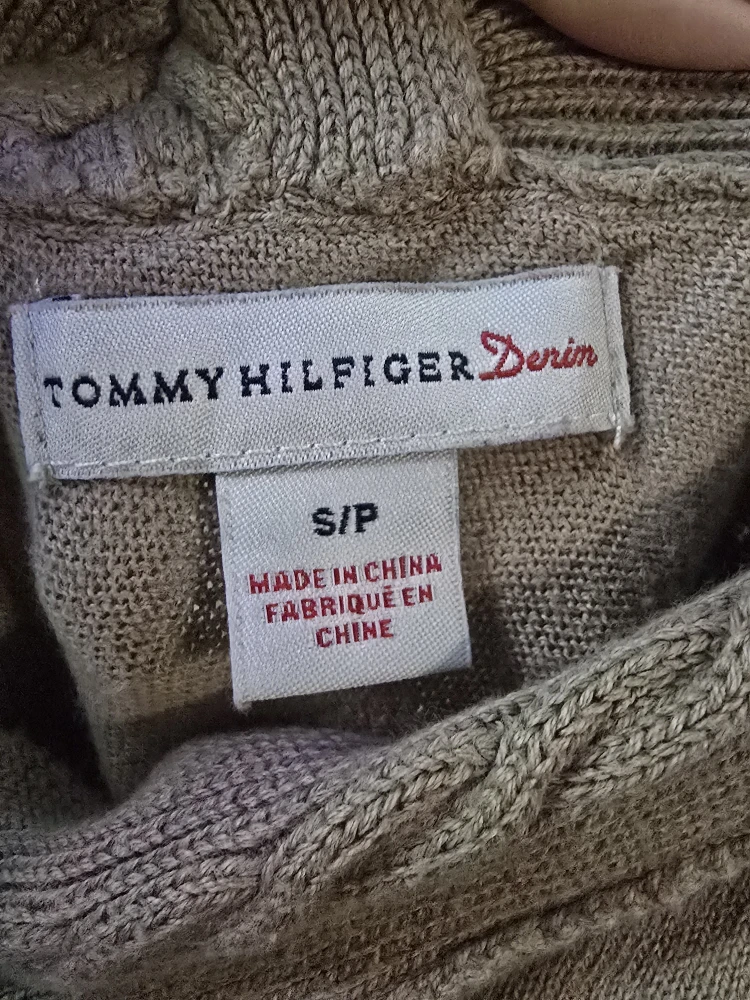 TOMMY HILFIGER Denim
S/P
MADE IN CHINA
FABRIQUÉ EN
CHINE